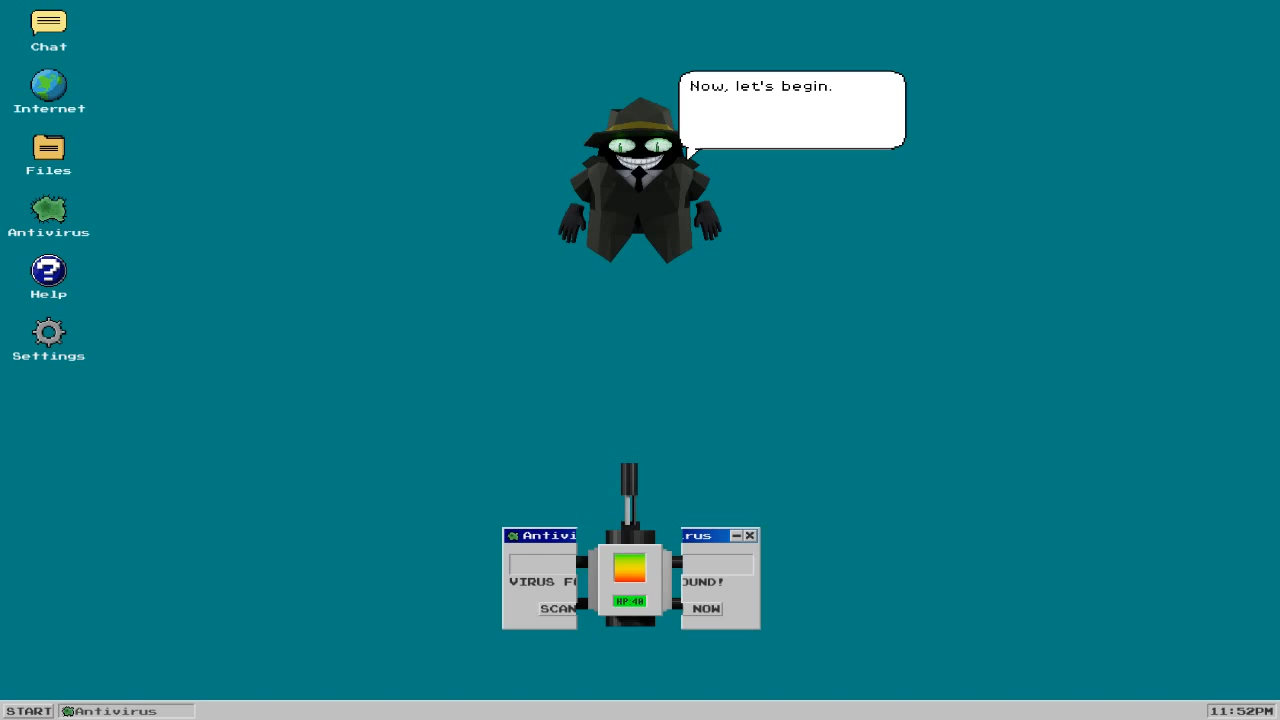 Chat
Internet
Files
Antivirus
Help
Settings
Now, let's begin.
Antivi rus
VIRUS FO OUND!
SCAN NOW
HP:40
START Antivirus 11:52PM